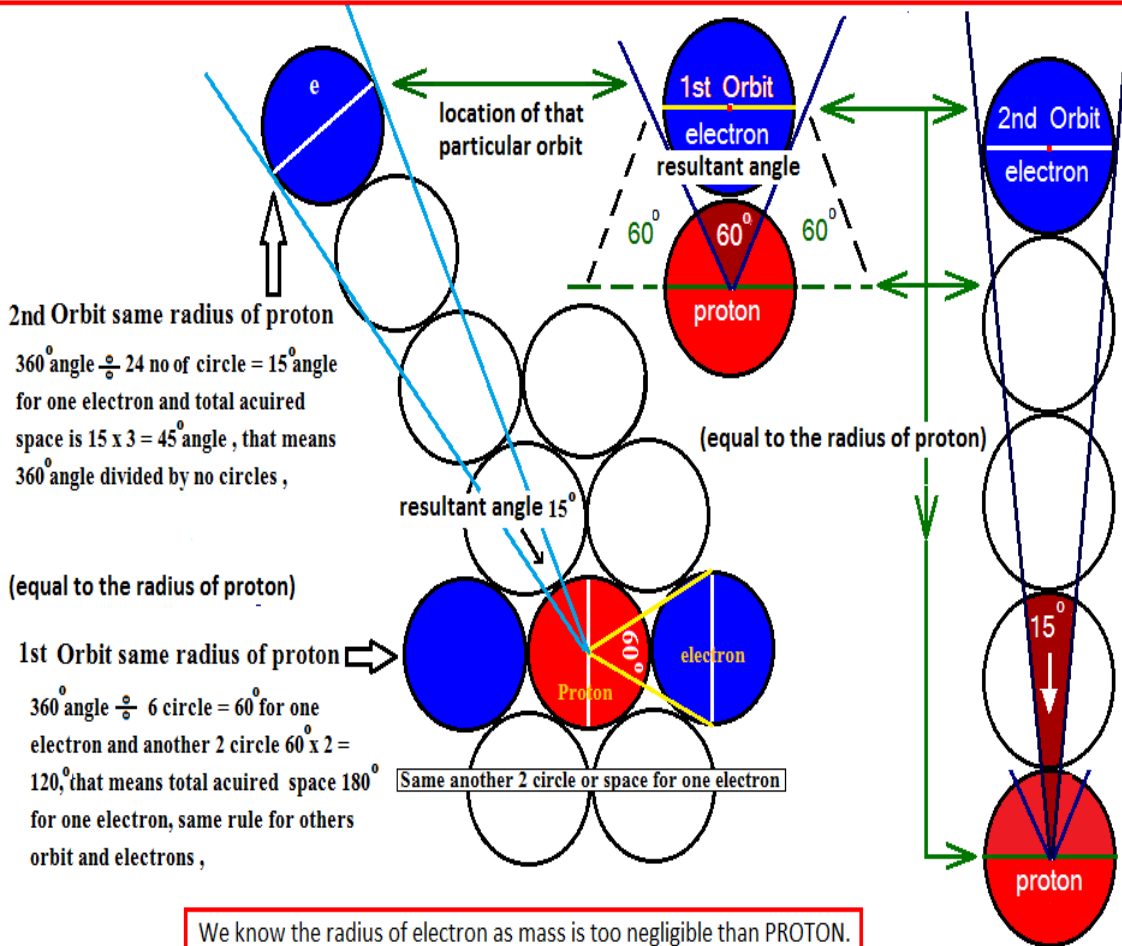 e
location of that
particular orbit
1st Orbit
electron
resultant angle
60°
60°
60°
proton
2nd Orbit
electron
2nd Orbit same radius of proton
360° angle ÷ 24 no of circle = 15° angle
for one electron and total acuired
space is 15 x 3 = 45° angle , that means
360° angle divided by no circles ,
(equal to the radius of proton)
resultant angle 15°
(equal to the radius of proton)
1st Orbit same radius of proton
360° angle ÷ 6 circle = 60° for one
electron and another 2 circle 60° x 2 =
120,° that means total acuired space 180°
for one electron, same rule for others
orbit and electrons ,
60°
Proton
electron
Same another 2 circle or space for one electron
15°
proton
We know the radius of electron as mass is too negligible than PROTON.